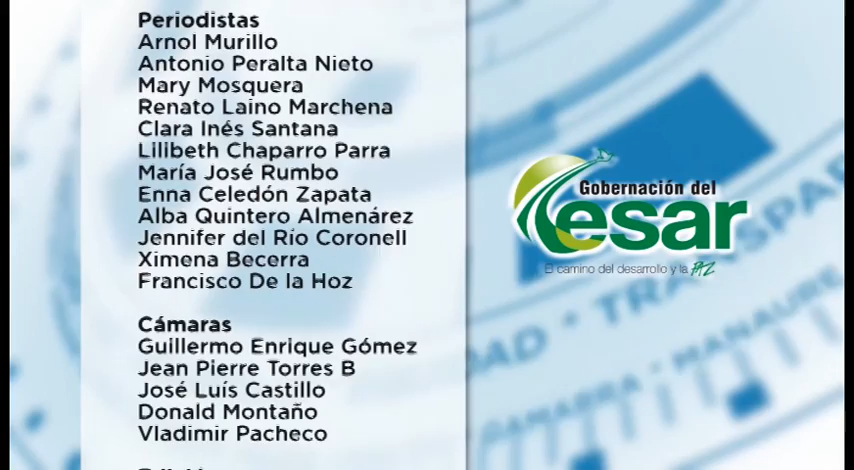 Periodistas
Arnol Murillo
Antonio Peralta Nieto
Mary Mosquera
Renato Laino Marchena
Clara Inés Santana
Lilibeth Chaparro Parra
María José Rumbo
Enna Celedón Zapata
Alba Quintero Almenárez
Jennifer del Río Coronell
Ximena Becerra
Francisco De la Hoz
Cámaras
Guillermo Enrique Gómez
Jean Pierre Torres B
José Luís Castillo
Donald Montaño
Vladimir Pacheco
Gobernación del
Cesar
El camino del desarrollo y la PAZ
MANAURE